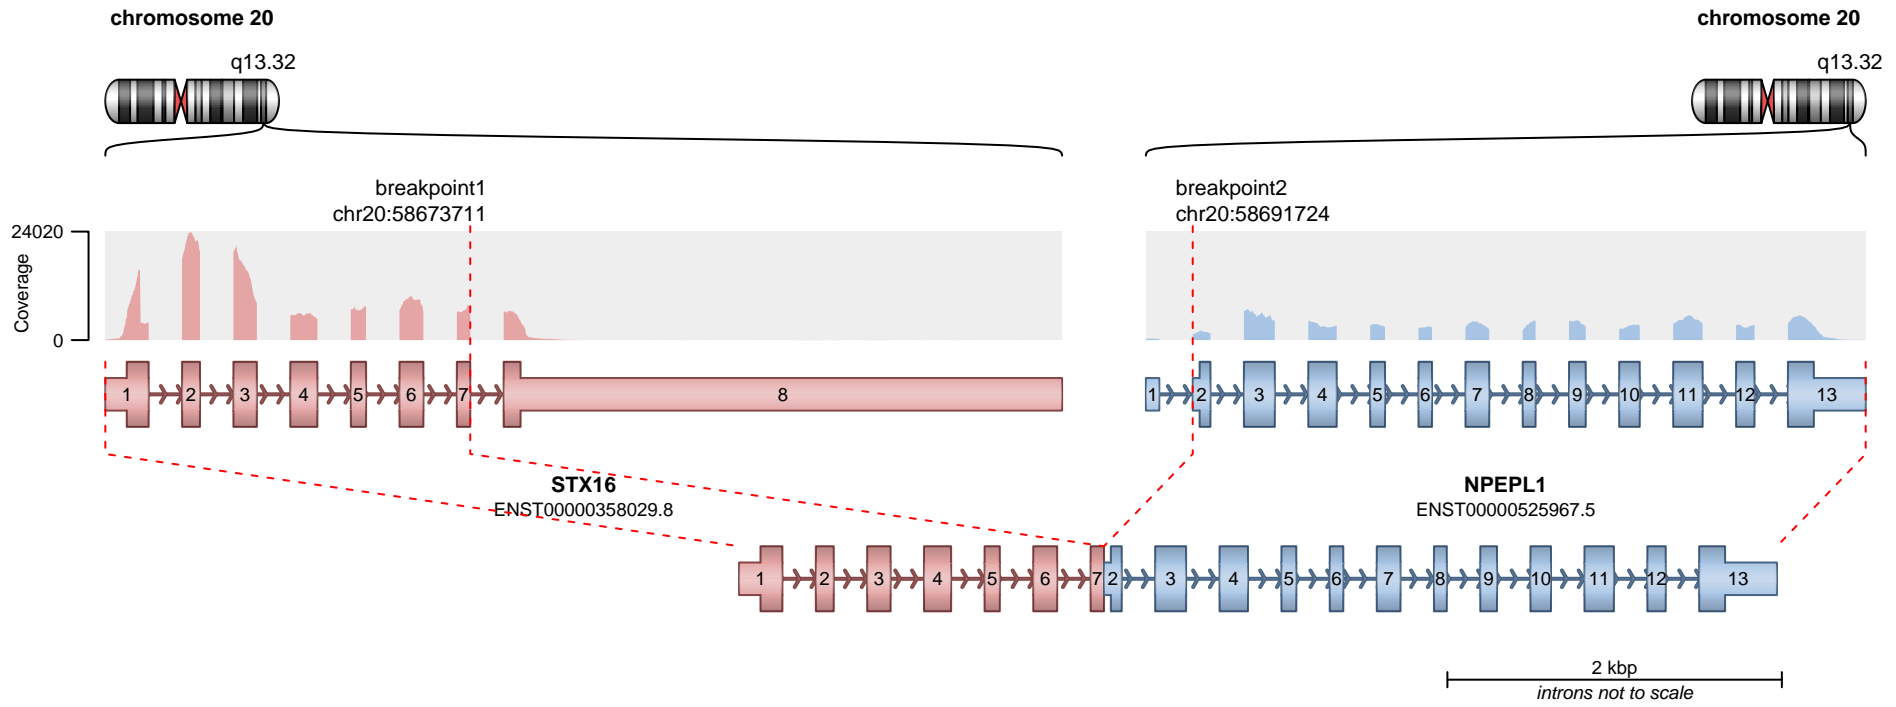 chromosome 20
chromosome 20
q13.32
q13.32
breakpoint1
chr20:58673711
breakpoint2
chr20:58691724
24020
Coverage
0
1 2 3 4 5 6 7 8
1 2 3 4 5 6 7 8 9 10 11 12 13
STX16
ENST00000358029.8
NPEPL1
ENST00000525967.5
1 2 3 4 5 6 7 2 3 4 5 6 7 8 9 10 11 12 13
2 kbp
introns not to scale